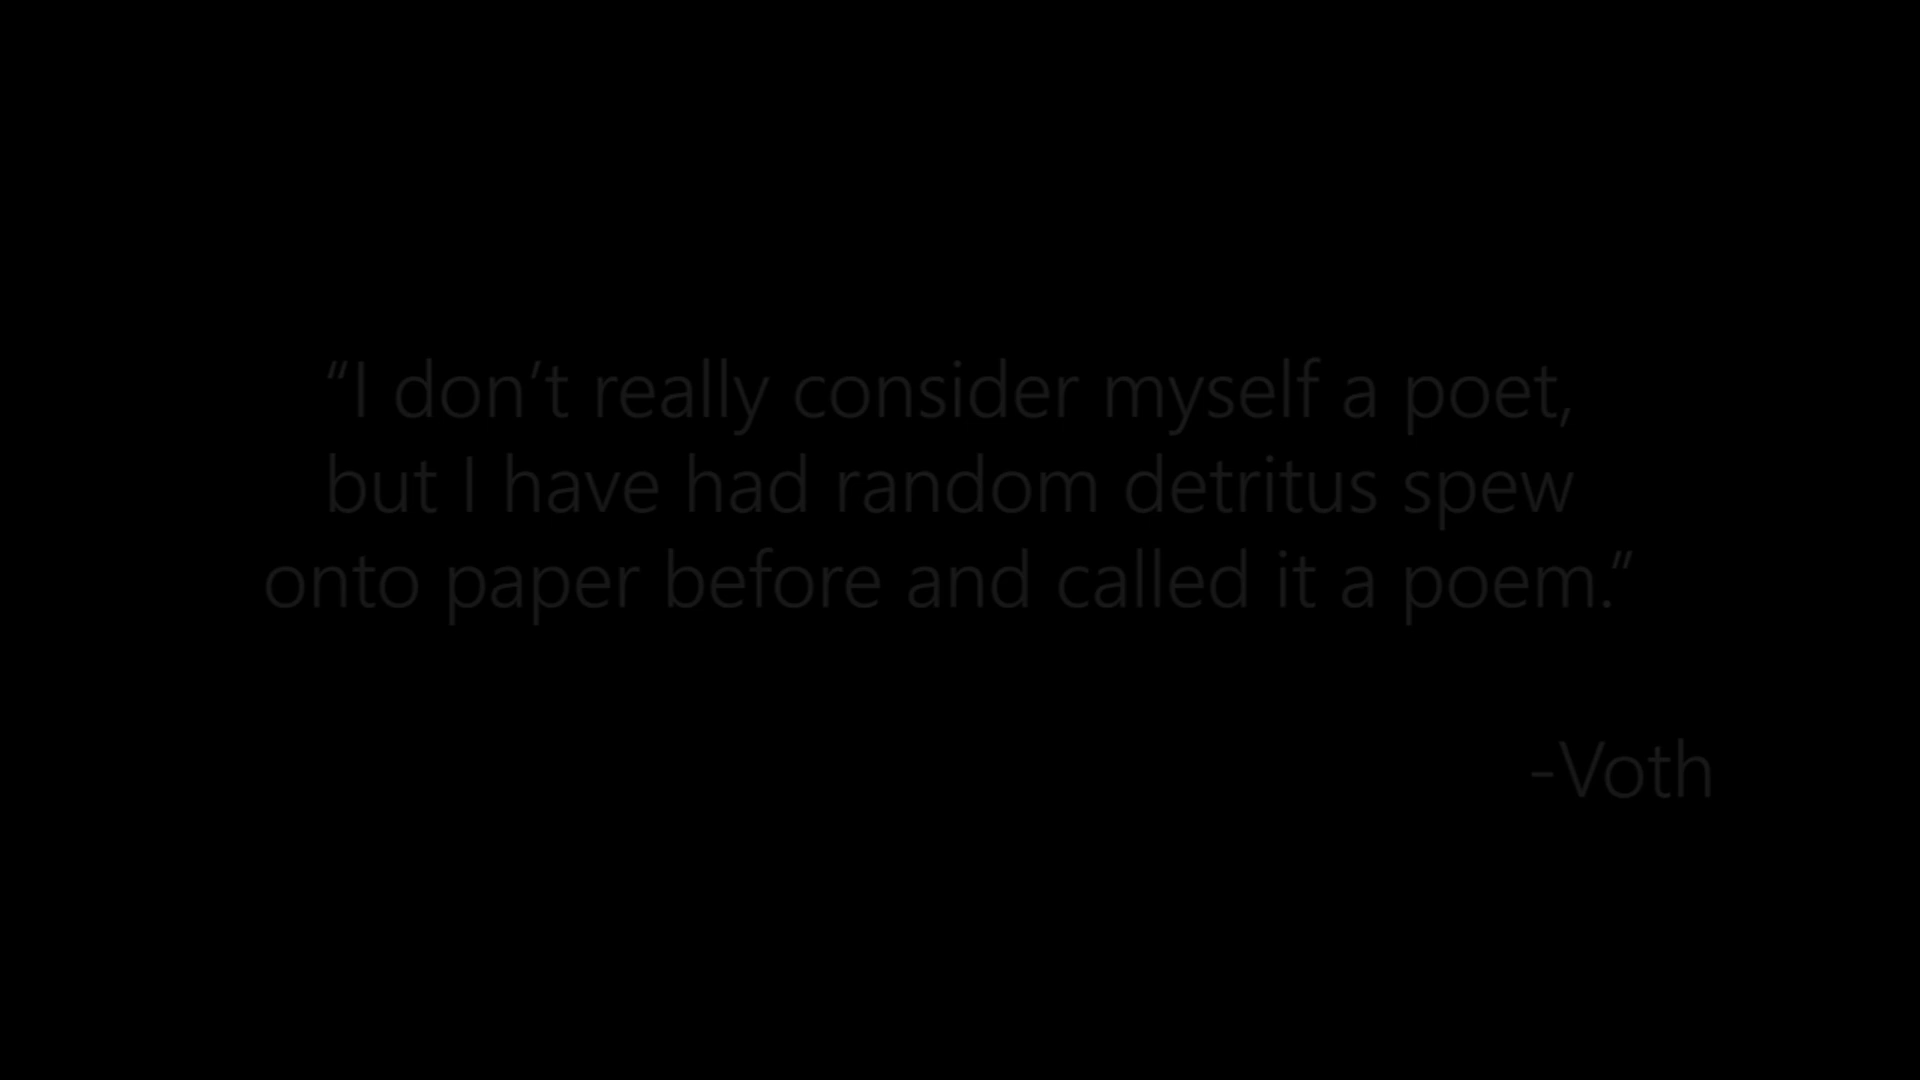 “I don’t really consider myself a poet,
but I have had random detritus spew
onto paper before and called it a poem.”
-Voth